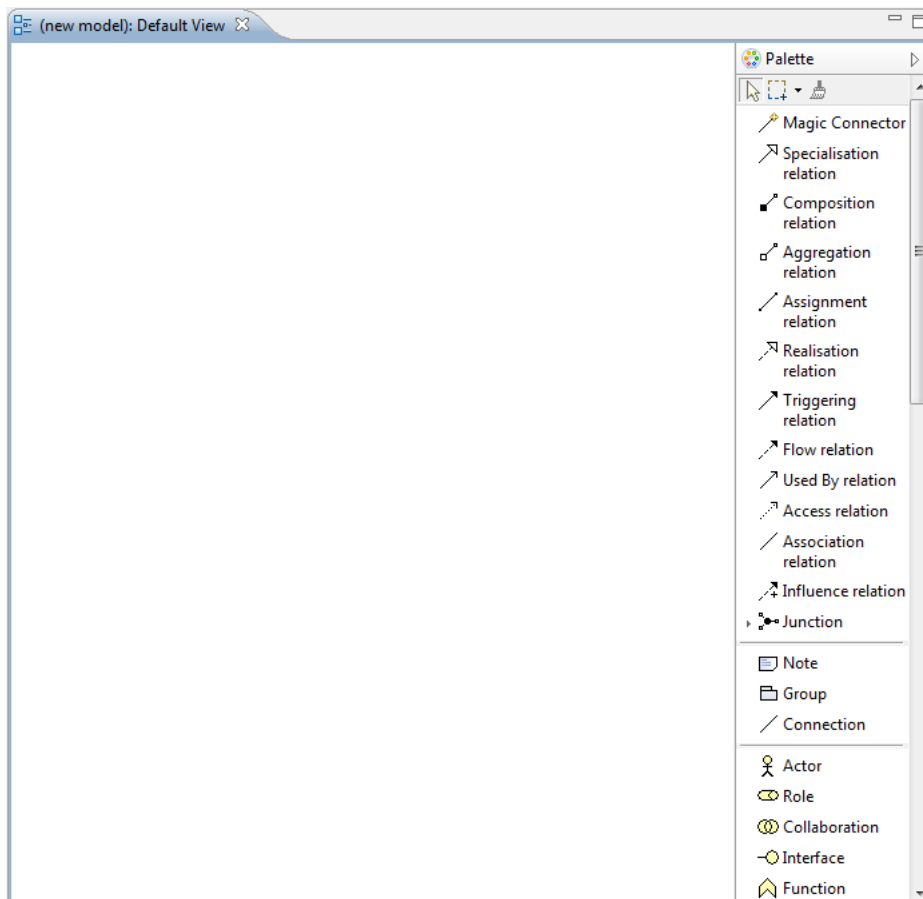 (new model): Default View
Palette
Magic Connector
Specialisation
relation
Composition
relation
Aggregation
relation
Assignment
relation
Realisation
relation
Triggering
relation
Flow relation
Used By relation
Access relation
Association
relation
Influence relation
Junction
Note
Group
Connection
Actor
Role
Collaboration
Interface
Function